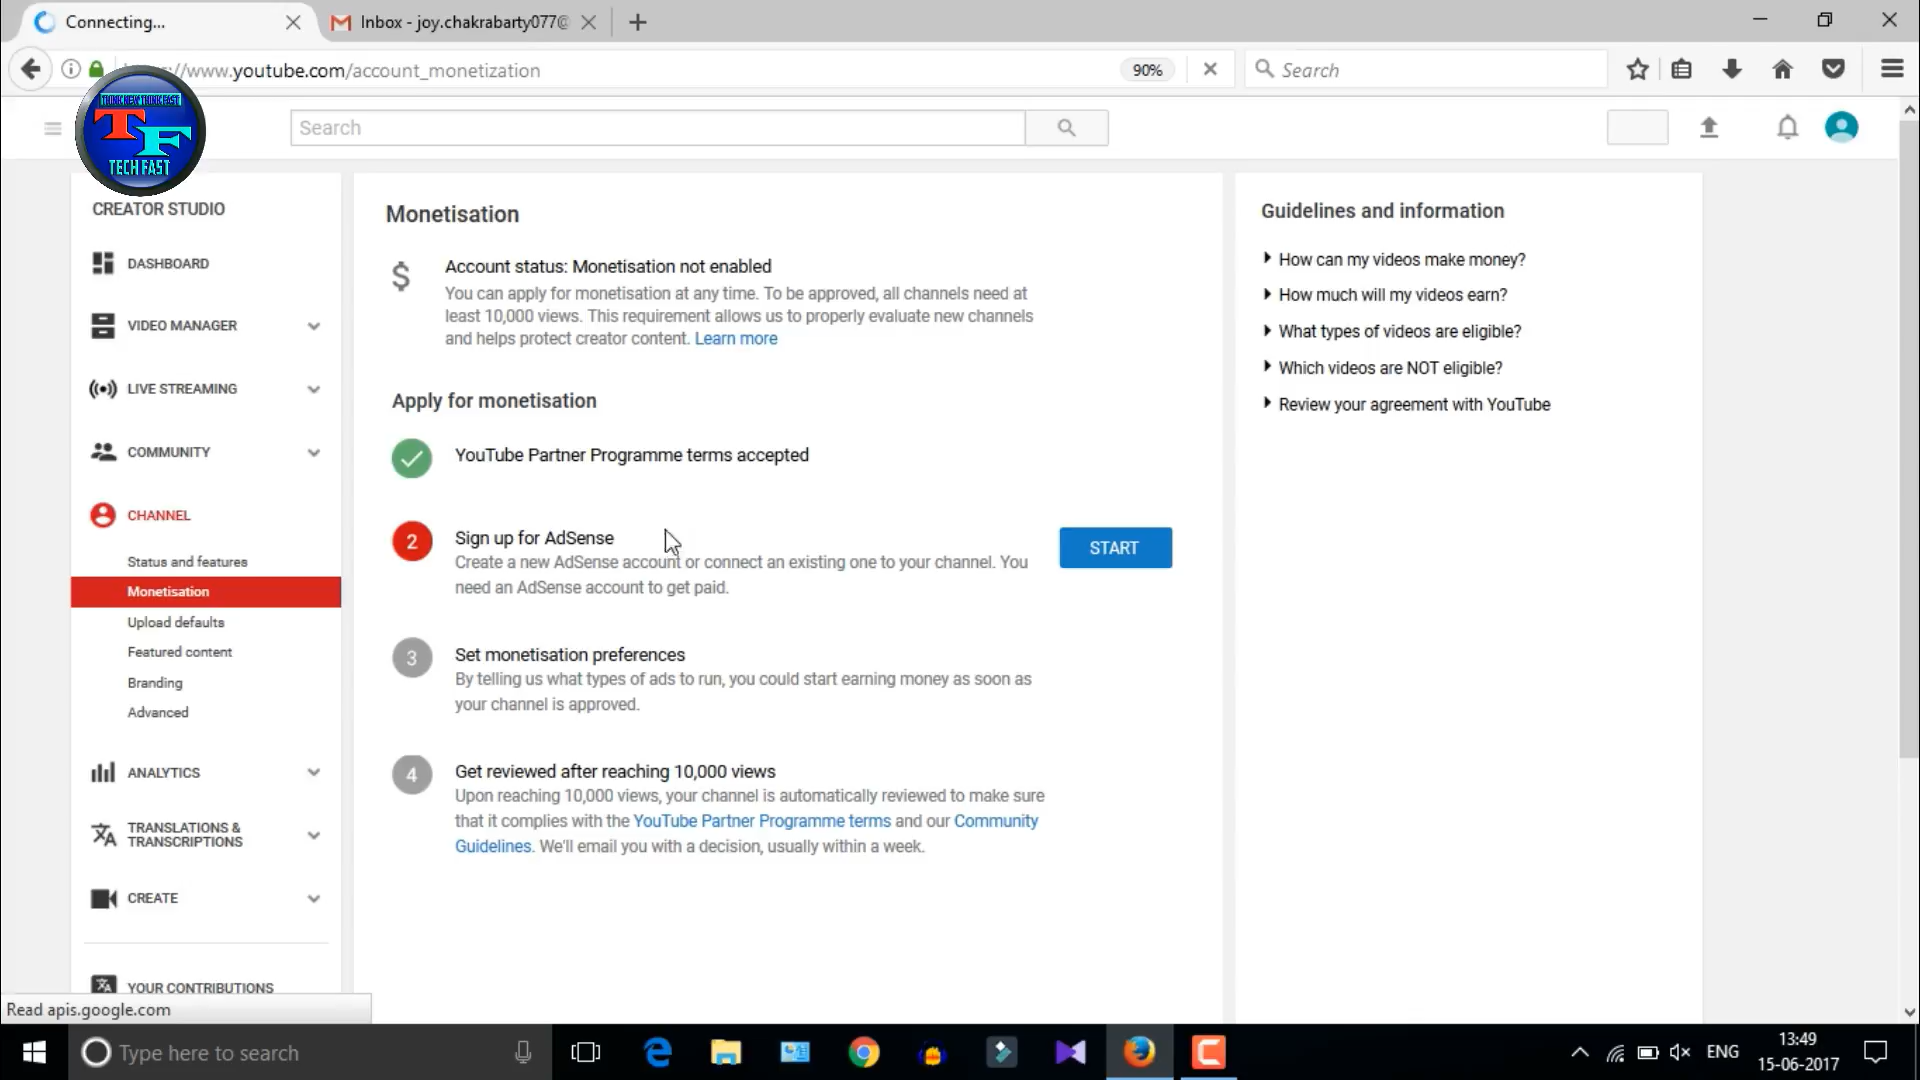 Connecting...
Inbox - joy.chakrabarty077@
www.youtube.com/account_monetization
90%
Search
THINK NEW THINK FAST
TF
TECH FAST
Search
CREATOR STUDIO
DASHBOARD
VIDEO MANAGER
LIVE STREAMING
COMMUNITY
CHANNEL
Status and features
Monetisation
Upload defaults
Featured content
Branding
Advanced
ANALYTICS
TRANSLATIONS &
TRANSCRIPTIONS
CREATE
YOUR CONTRIBUTIONS
Monetisation
$
Account status: Monetisation not enabled
You can apply for monetisation at any time. To be approved, all channels need at
least 10,000 views. This requirement allows us to properly evaluate new channels
and helps protect creator content. Learn more
Apply for monetisation
YouTube Partner Programme terms accepted
2
Sign up for AdSense
Create a new AdSense account or connect an existing one to your channel. You
need an AdSense account to get paid.
START
3
Set monetisation preferences
By telling us what types of ads to run, you could start earning money as soon as
your channel is approved.
4
Get reviewed after reaching 10,000 views
Upon reaching 10,000 views, your channel is automatically reviewed to make sure
that it complies with the YouTube Partner Programme terms and our Community
Guidelines. We'll email you with a decision, usually within a week.
Guidelines and information
How can my videos make money?
How much will my videos earn?
What types of videos are eligible?
Which videos are NOT eligible?
Review your agreement with YouTube
Read apis.google.com
Type here to search
ENG
13:49
15-06-2017